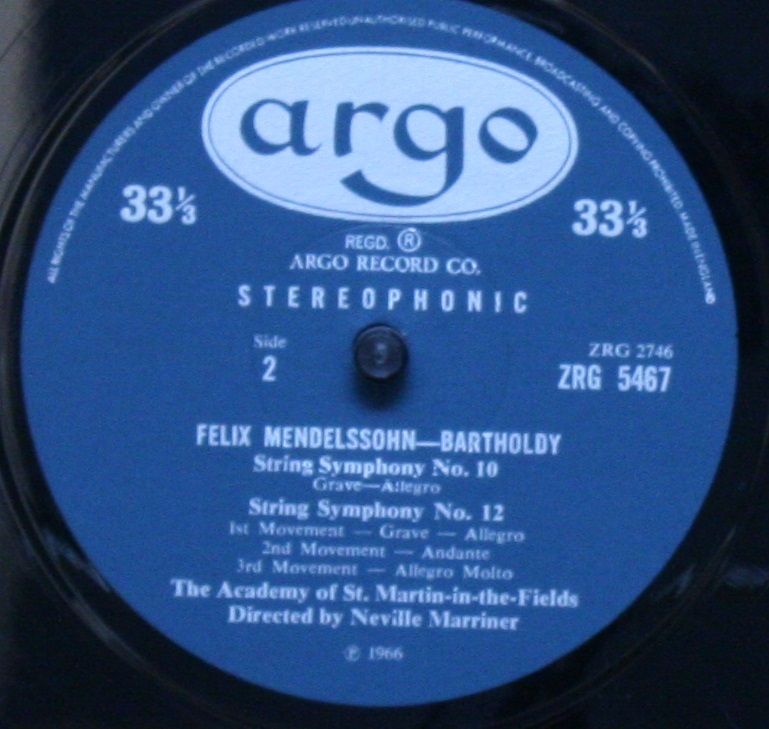 ALL RIGHTS OF THE MANUFACTURERS AND OWNER OF THE RECORDED WORK RESERVED UNAUTHORISED PUBLIC PERFORMANCE, BROADCASTING AND COPYING PROHIBITED. MADE IN ENGLAND
argo
33⅓ 33⅓
REGD. ®
ARGO RECORD CO.
STEREOPHONIC
Side
2
ZRG 2746
ZRG 5467
FELIX MENDELSSOHN—BARTHOLDY
String Symphony No. 10
Grave—Allegro
String Symphony No. 12
1st Movement — Grave — Allegro
2nd Movement — Andante
3rd Movement — Allegro Molto
The Academy of St. Martin-in-the-Fields
Directed by Neville Marriner
℗ 1966